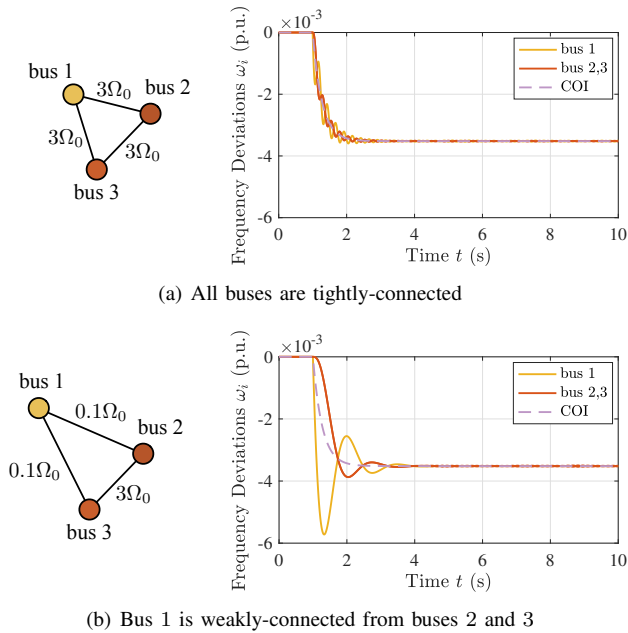 bus 1
bus 2
bus 3
3Ω₀
3Ω₀
3Ω₀
×10⁻³
0
-2
-4
-6
Frequency Deviations ωᵢ (p.u.)
bus 1
bus 2,3
COI
0 2 4 6 8 10
Time t (s)
(a) All buses are tightly-connected
bus 1
bus 2
bus 3
0.1Ω₀
0.1Ω₀
3Ω₀
×10⁻³
0
-2
-4
-6
Frequency Deviations ωᵢ (p.u.)
bus 1
bus 2,3
COI
0 2 4 6 8 10
Time t (s)
(b) Bus 1 is weakly-connected from buses 2 and 3